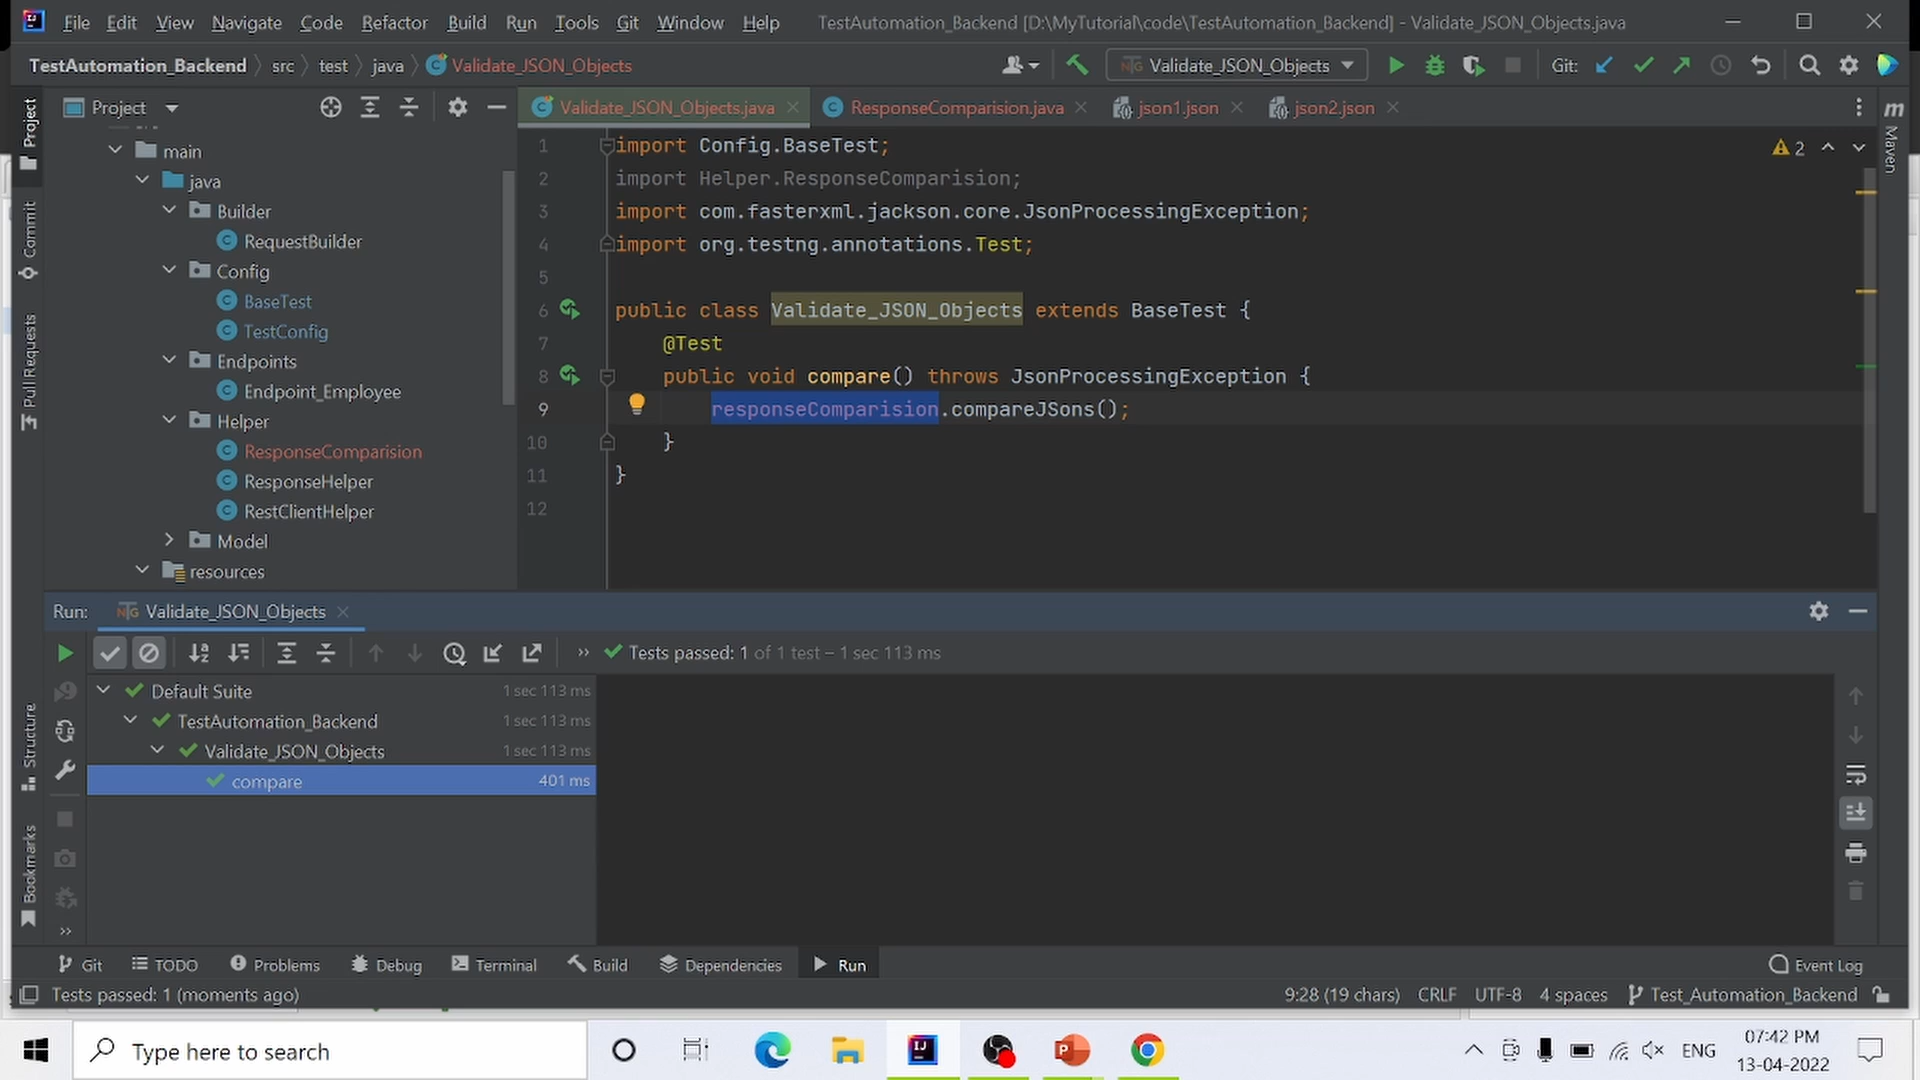 File Edit View Navigate Code Refactor Build Run Tools Git Window Help TestAutomation_Backend [D:\MyTutorial\code\TestAutomation_Backend] - Validate_JSON_Objects.java
TestAutomation_Backend src test java Validate_JSON_Objects Validate_JSON_Objects Git:
Project
Validate_JSON_Objects.java ResponseComparision.java json1.json json2.json
main
java
Builder
RequestBuilder
Config
BaseTest
TestConfig
Endpoints
Endpoint_Employee
Helper
ResponseComparision
ResponseHelper
RestClientHelper
Model
resources
1 import Config.BaseTest;
2 import Helper.ResponseComparision;
3 import com.fasterxml.jackson.core.JsonProcessingException;
4 import org.testng.annotations.Test;
5
6 public class Validate_JSON_Objects extends BaseTest {
7 @Test
8 public void compare() throws JsonProcessingException {
9 responseComparision.compareJSons();
10 }
11 }
12
2
Project
Commit
Pull Requests
Structure
Bookmarks
m
Maven
Run: Validate_JSON_Objects
Tests passed: 1 of 1 test – 1 sec 113 ms
Default Suite 1 sec 113 ms
TestAutomation_Backend 1 sec 113 ms
Validate_JSON_Objects 1 sec 113 ms
compare 401 ms
Git TODO Problems Debug Terminal Build Dependencies Run Event Log
Tests passed: 1 (moments ago) 9:28 (19 chars) CRLF UTF-8 4 spaces Test_Automation_Backend
Type here to search
ENG
07:42 PM
13-04-2022